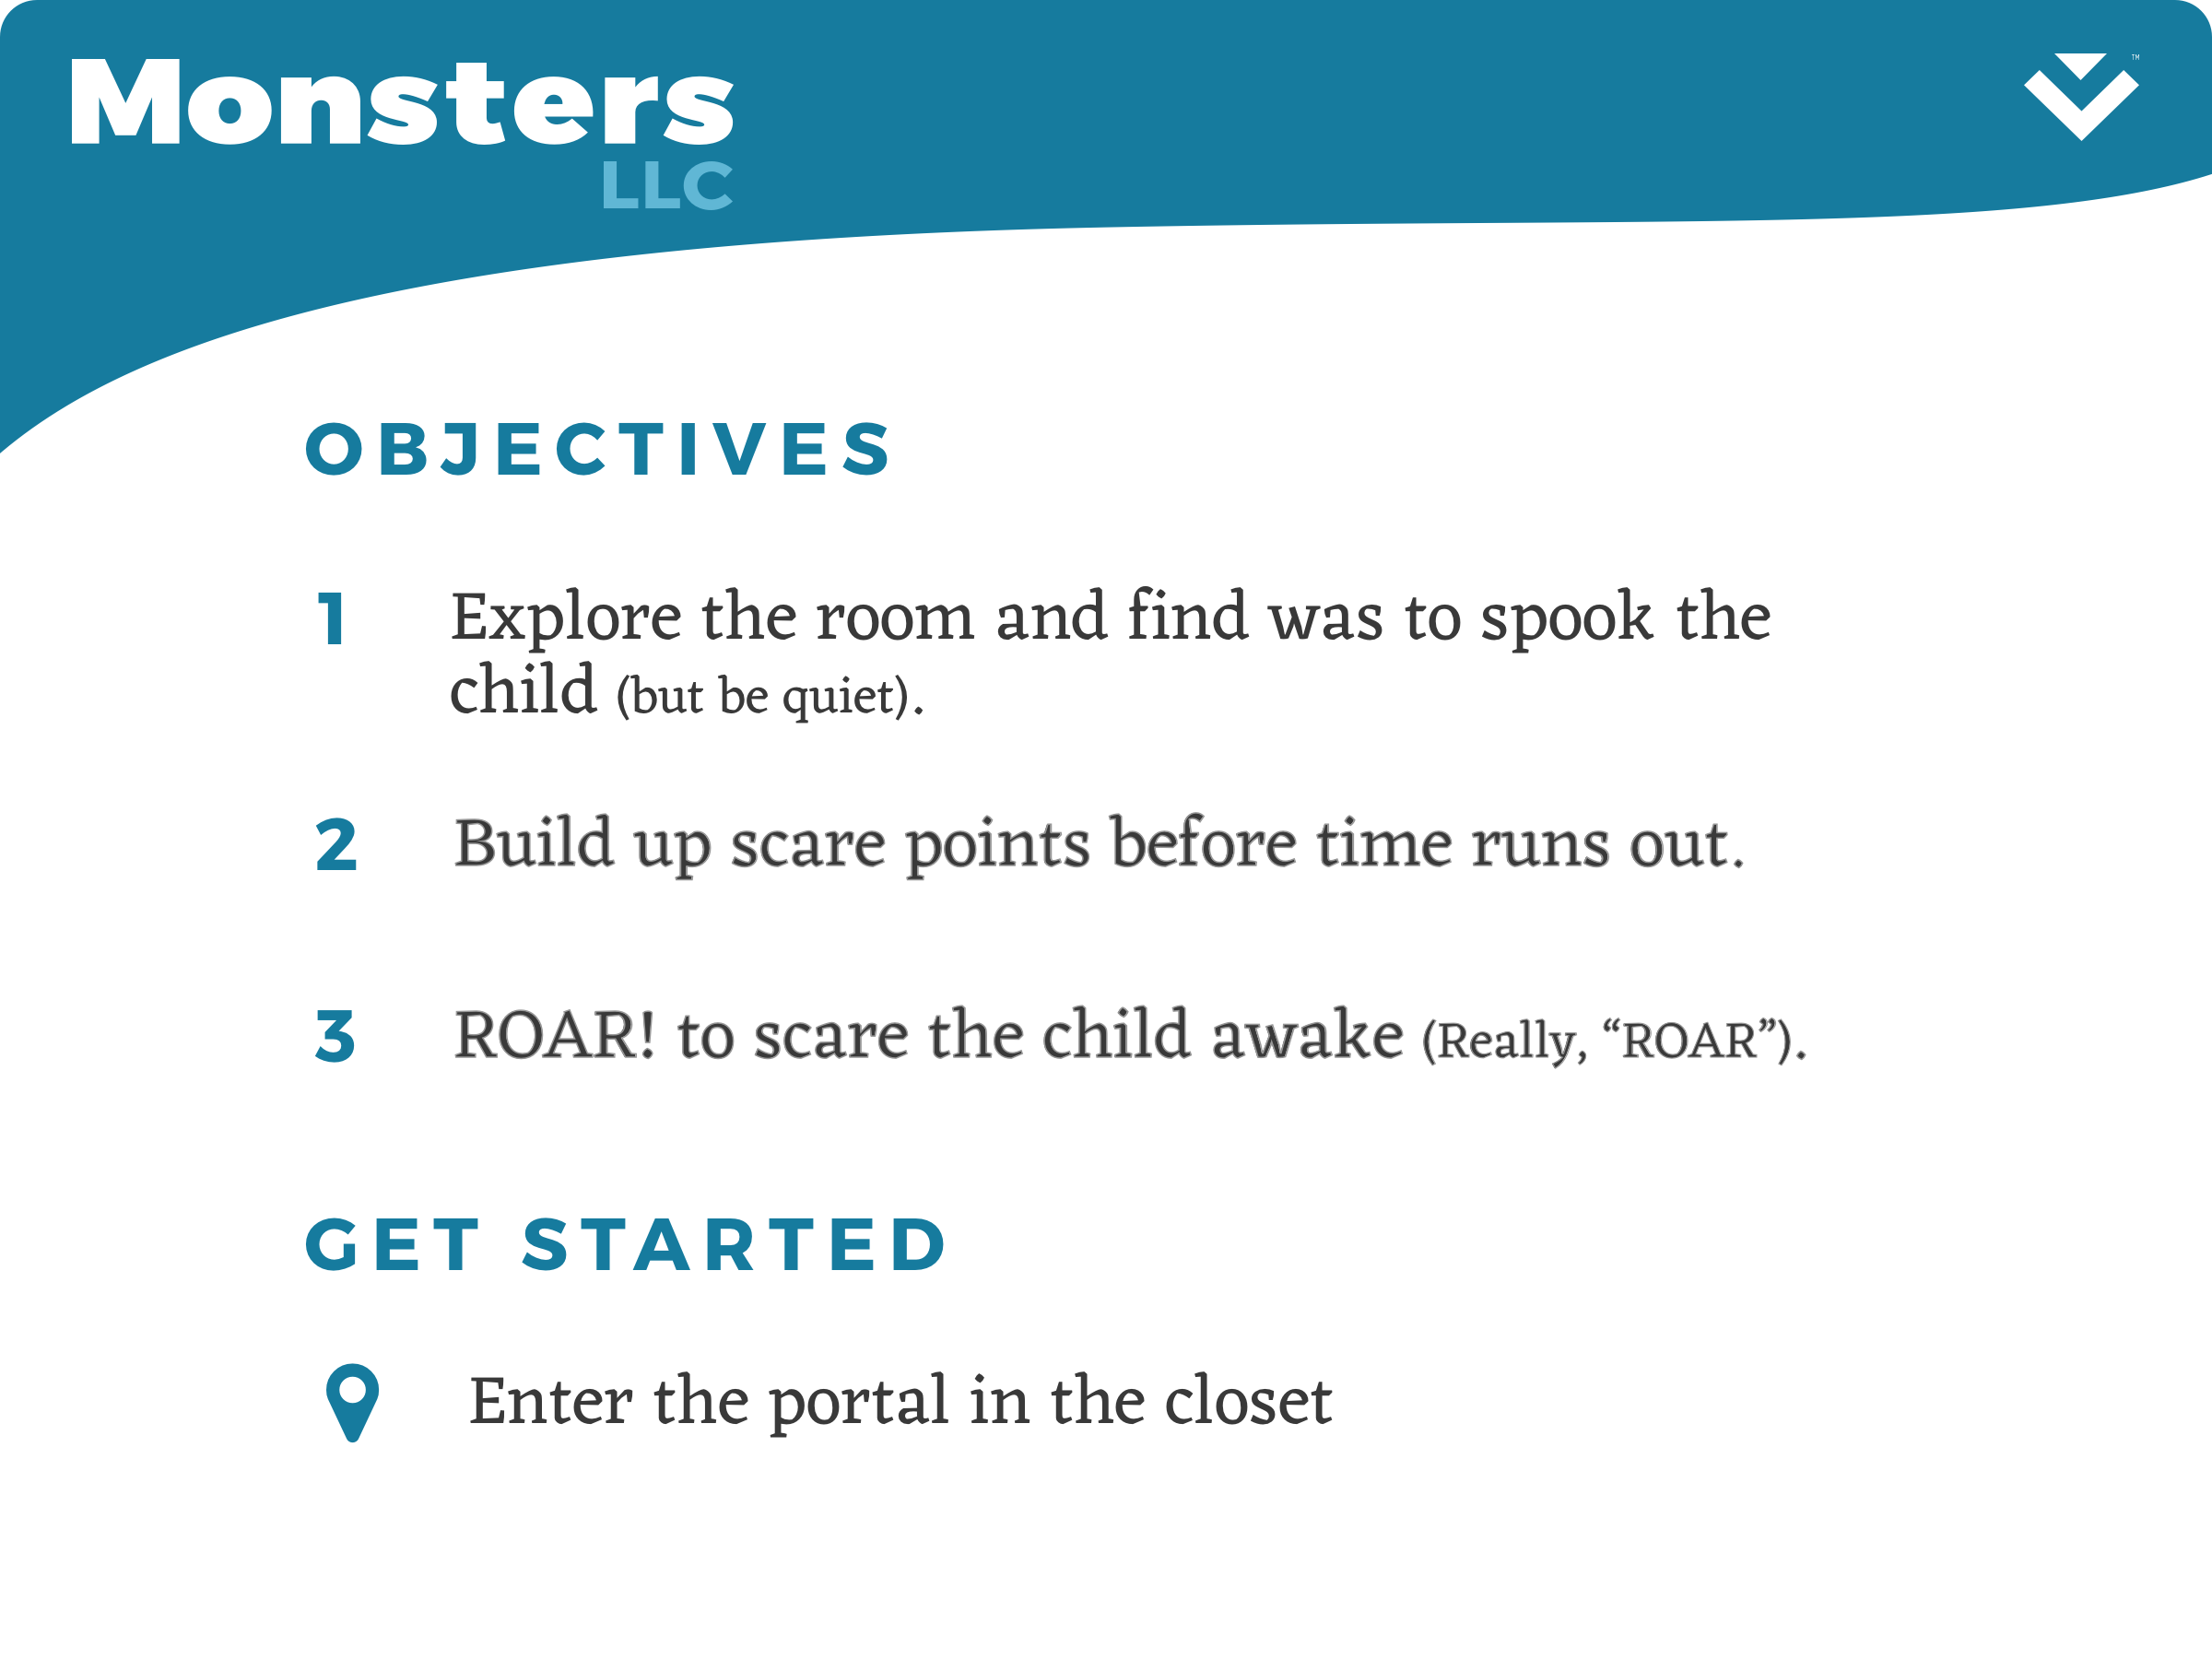 Monsters
LLC
™
OBJECTIVES
1 Explore the room and find was to spook the
child (but be quiet).
2 Build up scare points before time runs out.
3 ROAR! to scare the child awake (Really, “ROAR”).
GET STARTED
Enter the portal in the closet